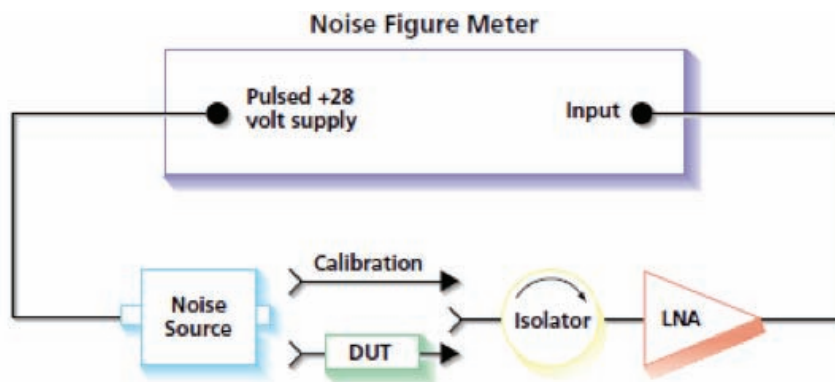 Noise Figure Meter
Pulsed +28
volt supply
Input
Calibration
Noise
Source
DUT
Isolator
LNA